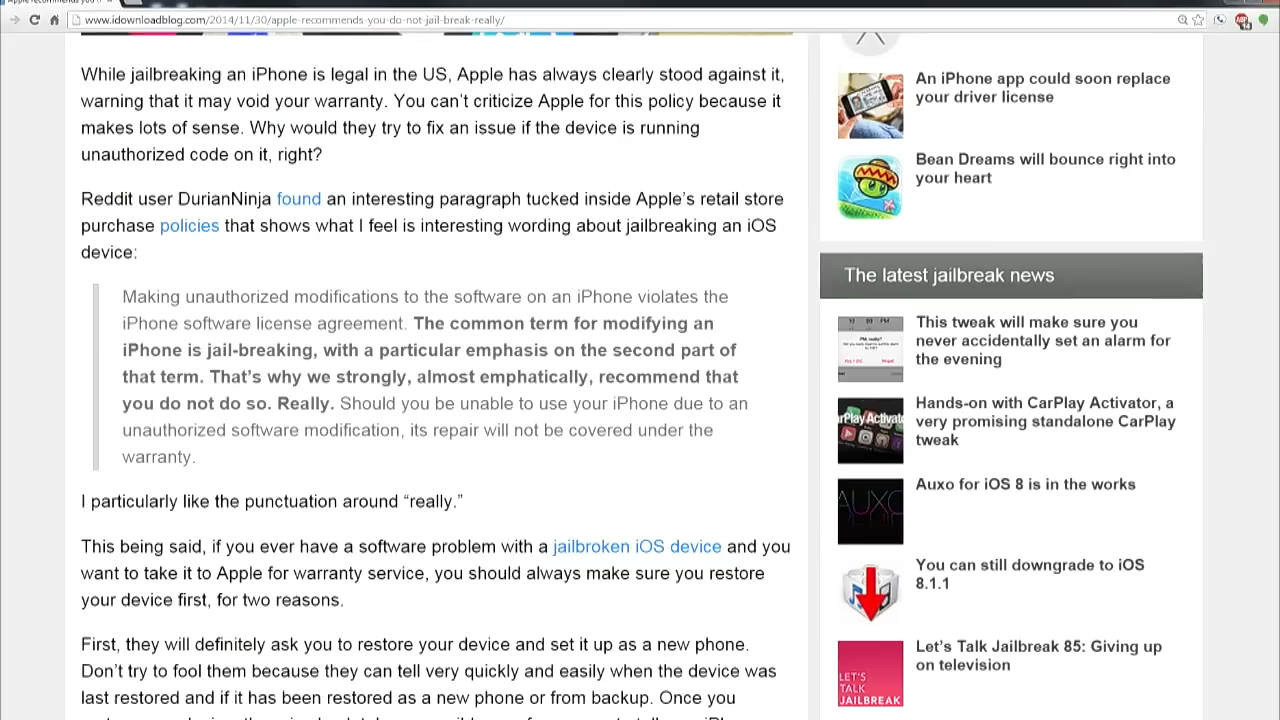 www.idownloadblog.com/2014/11/30/apple-recommends-you-do-not-jail-break-really/
While jailbreaking an iPhone is legal in the US, Apple has always clearly stood against it,
warning that it may void your warranty. You can't criticize Apple for this policy because it
makes lots of sense. Why would they try to fix an issue if the device is running
unauthorized code on it, right?
Reddit user DurianNinja found an interesting paragraph tucked inside Apple's retail store
purchase policies that shows what I feel is interesting wording about jailbreaking an iOS
device:
Making unauthorized modifications to the software on an iPhone violates the
iPhone software license agreement. The common term for modifying an
iPhone is jail-breaking, with a particular emphasis on the second part of
that term. That's why we strongly, almost emphatically, recommend that
you do not do so. Really. Should you be unable to use your iPhone due to an
unauthorized software modification, its repair will not be covered under the
warranty.
I particularly like the punctuation around “really.”
This being said, if you ever have a software problem with a jailbroken iOS device and you
want to take it to Apple for warranty service, you should always make sure you restore
your device first, for two reasons.
First, they will definitely ask you to restore your device and set it up as a new phone.
Don't try to fool them because they can tell very quickly and easily when the device was
last restored and if it has been restored as a new phone or from backup. Once you
An iPhone app could soon replace
your driver license
Bean Dreams will bounce right into
your heart
The latest jailbreak news
This tweak will make sure you
never accidentally set an alarm for
the evening
PM, really?
Hands-on with CarPlay Activator, a
very promising standalone CarPlay
tweak
Auxo for iOS 8 is in the works
AUXO
You can still downgrade to iOS
8.1.1
Let's Talk Jailbreak 85: Giving up
on television
LET'S
TALK
JAILBREAK